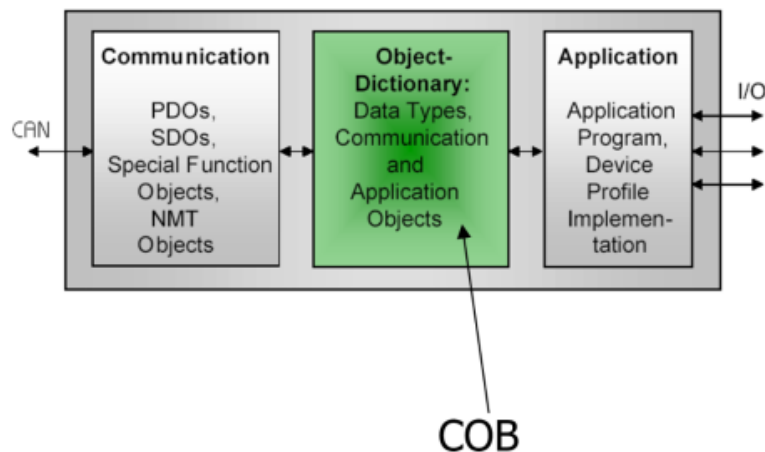 Communication
PDOs,
SDOs,
Special Function
Objects,
NMT
Objects
Object-
Dictionary:
Data Types,
Communication
and
Application
Objects
Application
Application
Program,
Device
Profile
Implemen-
tation
CAN
I/O
COB